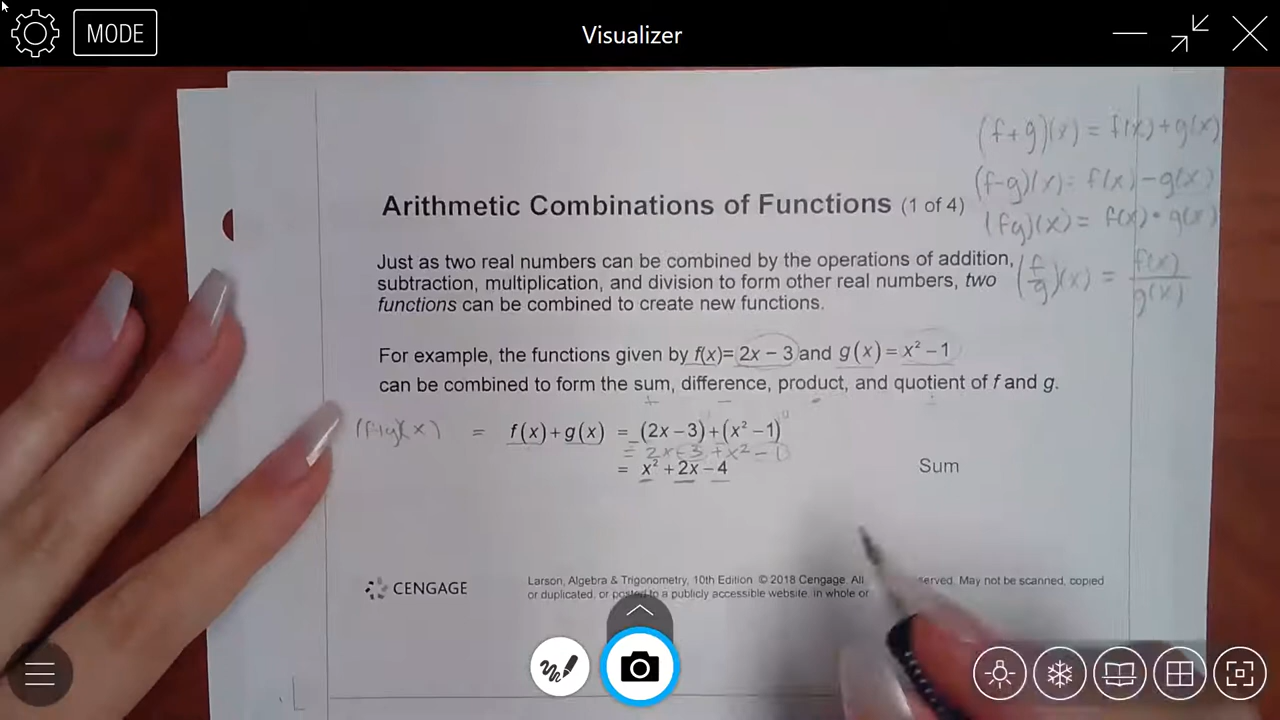 MODE
Visualizer
(f+g)(x) = f(x)+g(x)
(f-g)(x) = f(x) - g(x)
Arithmetic Combinations of Functions (1 of 4)
(fg)(x) = f(x) • g(x)
Just as two real numbers can be combined by the operations of addition,
subtraction, multiplication, and division to form other real numbers, two
functions can be combined to create new functions.
(f/g)(x) = f(x)/g(x)
For example, the functions given by f(x)= 2x – 3 and g(x) = x² – 1
can be combined to form the sum, difference, product, and quotient of f and g.
+ – • ÷
(f+g)(x) = f(x)+g(x) = (2x – 3)+(x² – 1)
= 2x-3 +x² - 1
= x² + 2x – 4
Sum
CENGAGE
Larson, Algebra & Trigonometry, 10th Edition © 2018 Cengage. All erved. May not be scanned, copied
or duplicated, or posted to a publicly accessible website, in whole or